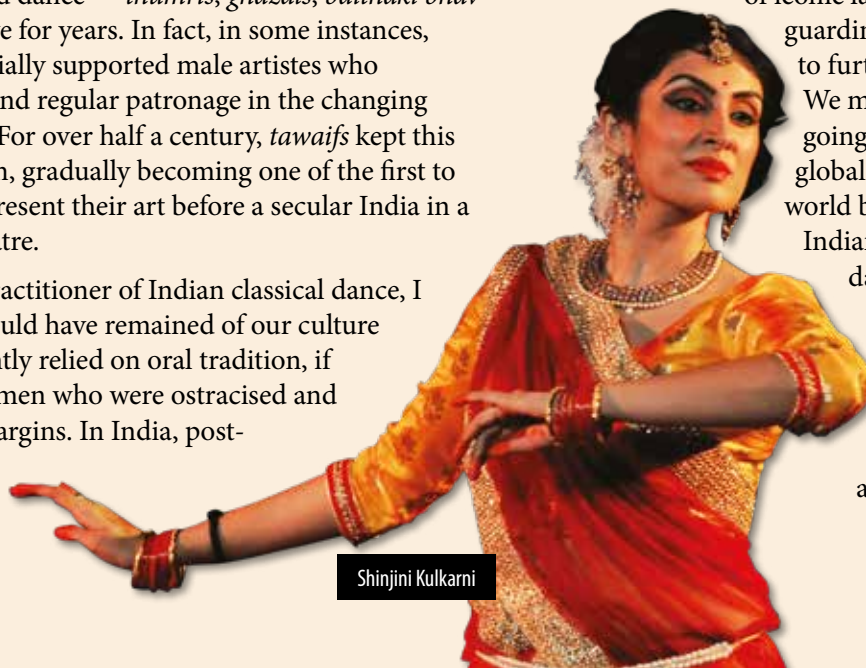 dance
e for years. In fact, in some instances,
ially supported male artistes who
nd regular patronage in the changing
For over half a century, tawaifs kept this
n, gradually becoming one of the first to
resent their art before a secular India in a
tre.
actitioner of Indian classical dance, I
uld have remained of our culture
tly relied on oral tradition, if
men who were ostracised and
argins. In India, post-
guardin
to furt
We m
going
global
world b
India
da
a
Shinjini Kulkarni